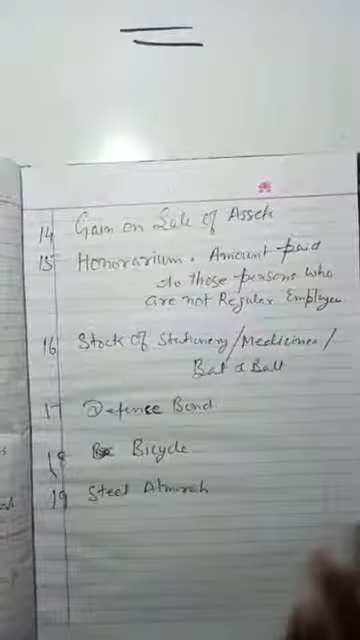 14 Gain on Sale of Assets
15 Honorarium. Amount paid
to those persons who
are not Regular Employee
16 Stock of Stationery/Medicines/
Bat & Ball
17 Defence Bond
18 Bicycle
19 Steel Almirah